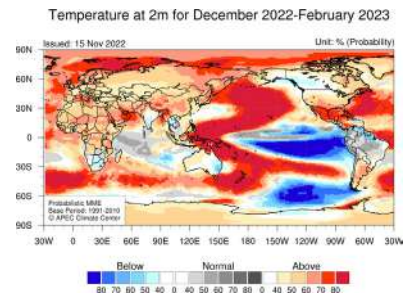 Temperature at 2m for December 2022-February 2023
Issued: 15 Nov 2022 Unit: % (Probability)
90N
60N
30N
0
30S
60S
90S
Probabilistic MME
Base Period: 1991-2010
© APEC Climate Center
30W 0 30E 60E 90E 120E 150E 180 150W 120W 90W 60W 30W
Below Normal Above
80 70 60 50 40 0 40 50 60 70 80 0 40 50 60 70 80